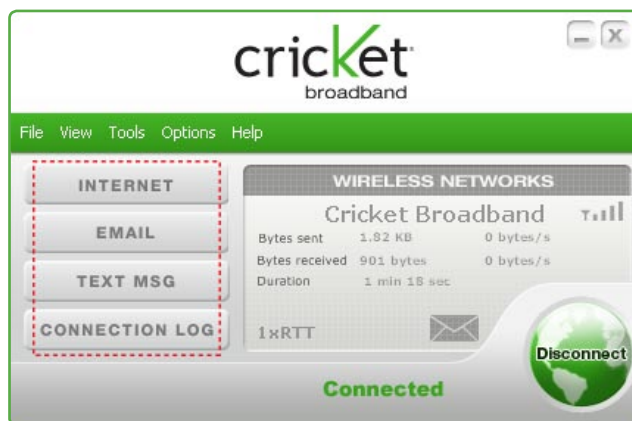 cricket
broadband
File View Tools Options Help
INTERNET
EMAIL
TEXT MSG
CONNECTION LOG
WIRELESS NETWORKS
Cricket Broadband
Bytes sent 1.82 KB 0 bytes/s
Bytes received 901 bytes 0 bytes/s
Duration 1 min 18 sec
1xRTT
Disconnect
Connected